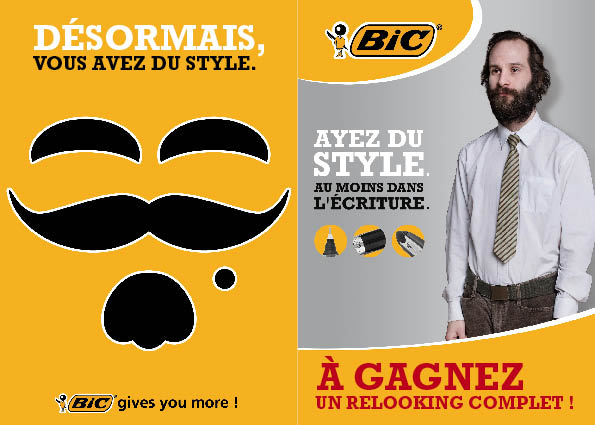 DÉSORMAIS,
VOUS AVEZ DU STYLE.
BiC gives you more !
BiC®
AYEZ DU
STYLE.
AU MOINS DANS
L'ÉCRITURE.
À GAGNEZ
UN RELOOKING COMPLET !